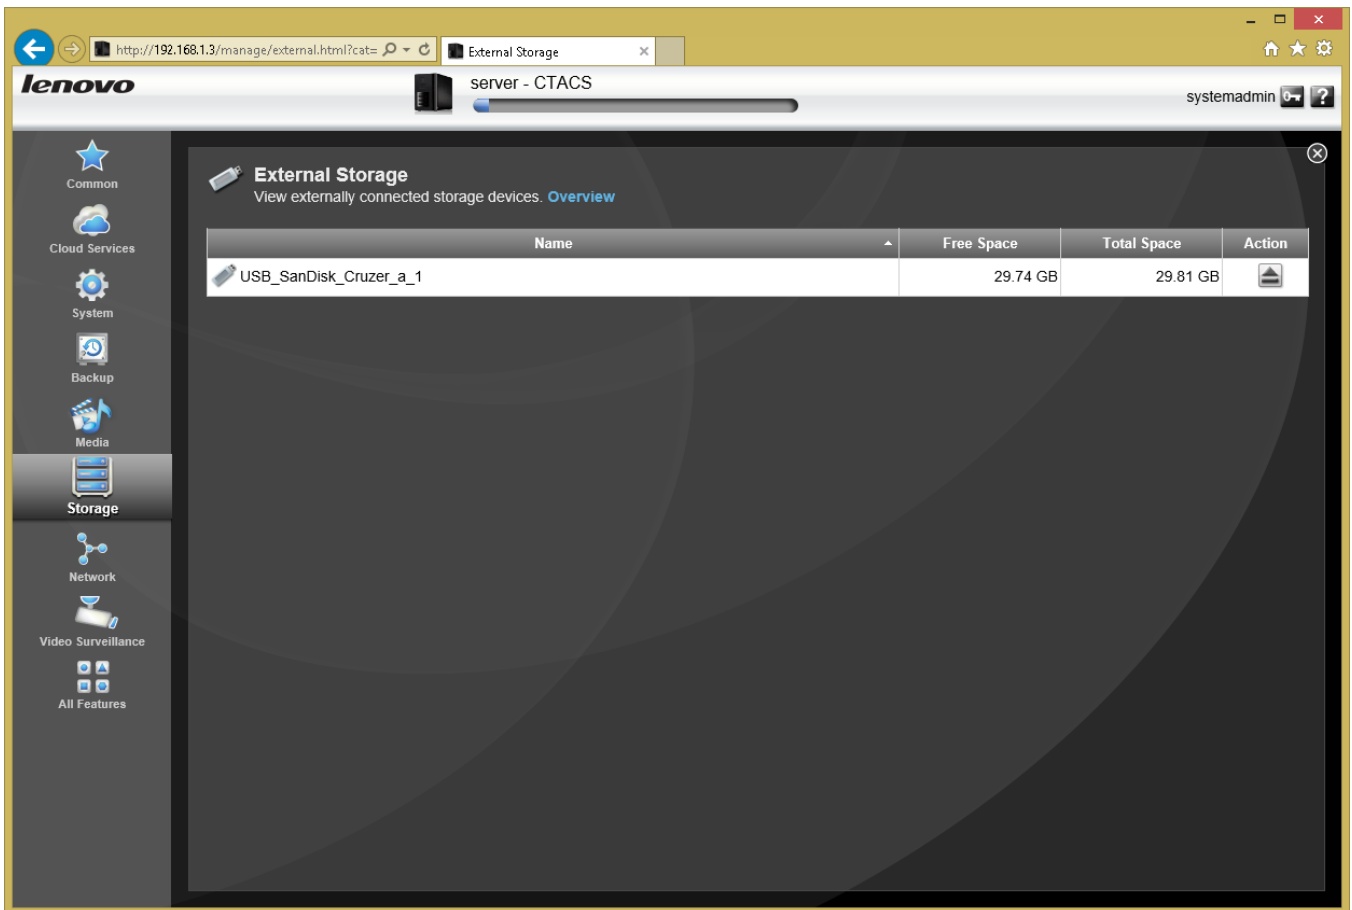 http://192.168.1.3/manage/external.html?cat=
External Storage
lenovo
server - CTACS
systemadmin
?
Common
Cloud Services
System
Backup
Media
Storage
Network
Video Surveillance
All Features
External Storage
View externally connected storage devices. Overview
Name Free Space Total Space Action
USB_SanDisk_Cruzer_a_1 29.74 GB 29.81 GB